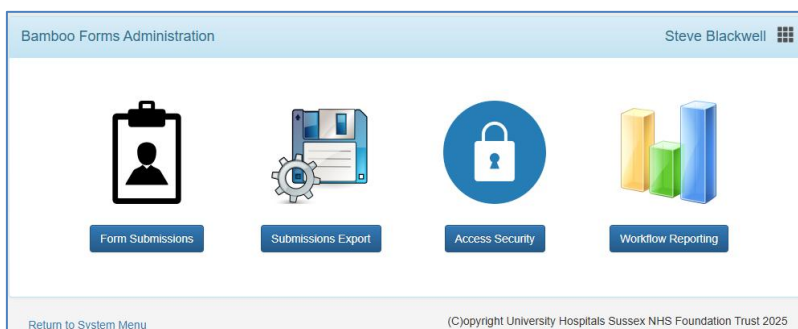 Bamboo Forms Administration Steve Blackwell
Form Submissions Submissions Export Access Security Workflow Reporting
Return to System Menu (C)opyright University Hospitals Sussex NHS Foundation Trust 2025